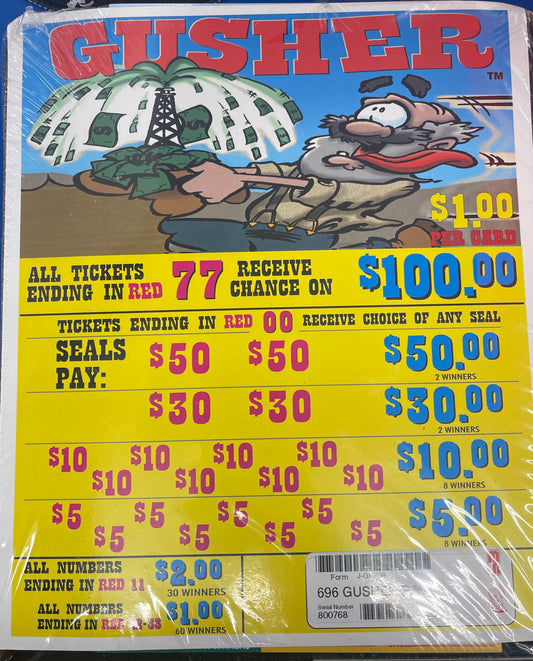 GUSHER
TM
$1.00
PER CARD
ALL TICKETS
ENDING IN RED 77 RECEIVE
CHANCE ON $100.00
TICKETS ENDING IN RED 00 RECEIVE CHOICE OF ANY SEAL
SEALS
PAY:
$50 $50 $50.00
2 WINNERS
$30 $30 $30.00
2 WINNERS
$10 $10 $10 $10 $10.00
$10 $10 $10 $10
8 WINNERS
$5 $5 $5 $5 $5.00
$5 $5 $5 $5
8 WINNERS
ALL NUMBERS
ENDING IN RED 11 $2.00
30 WINNERS
ALL NUMBERS
ENDING IN RED $1.00
60 WINNERS
Form
696
Serial Number
800768